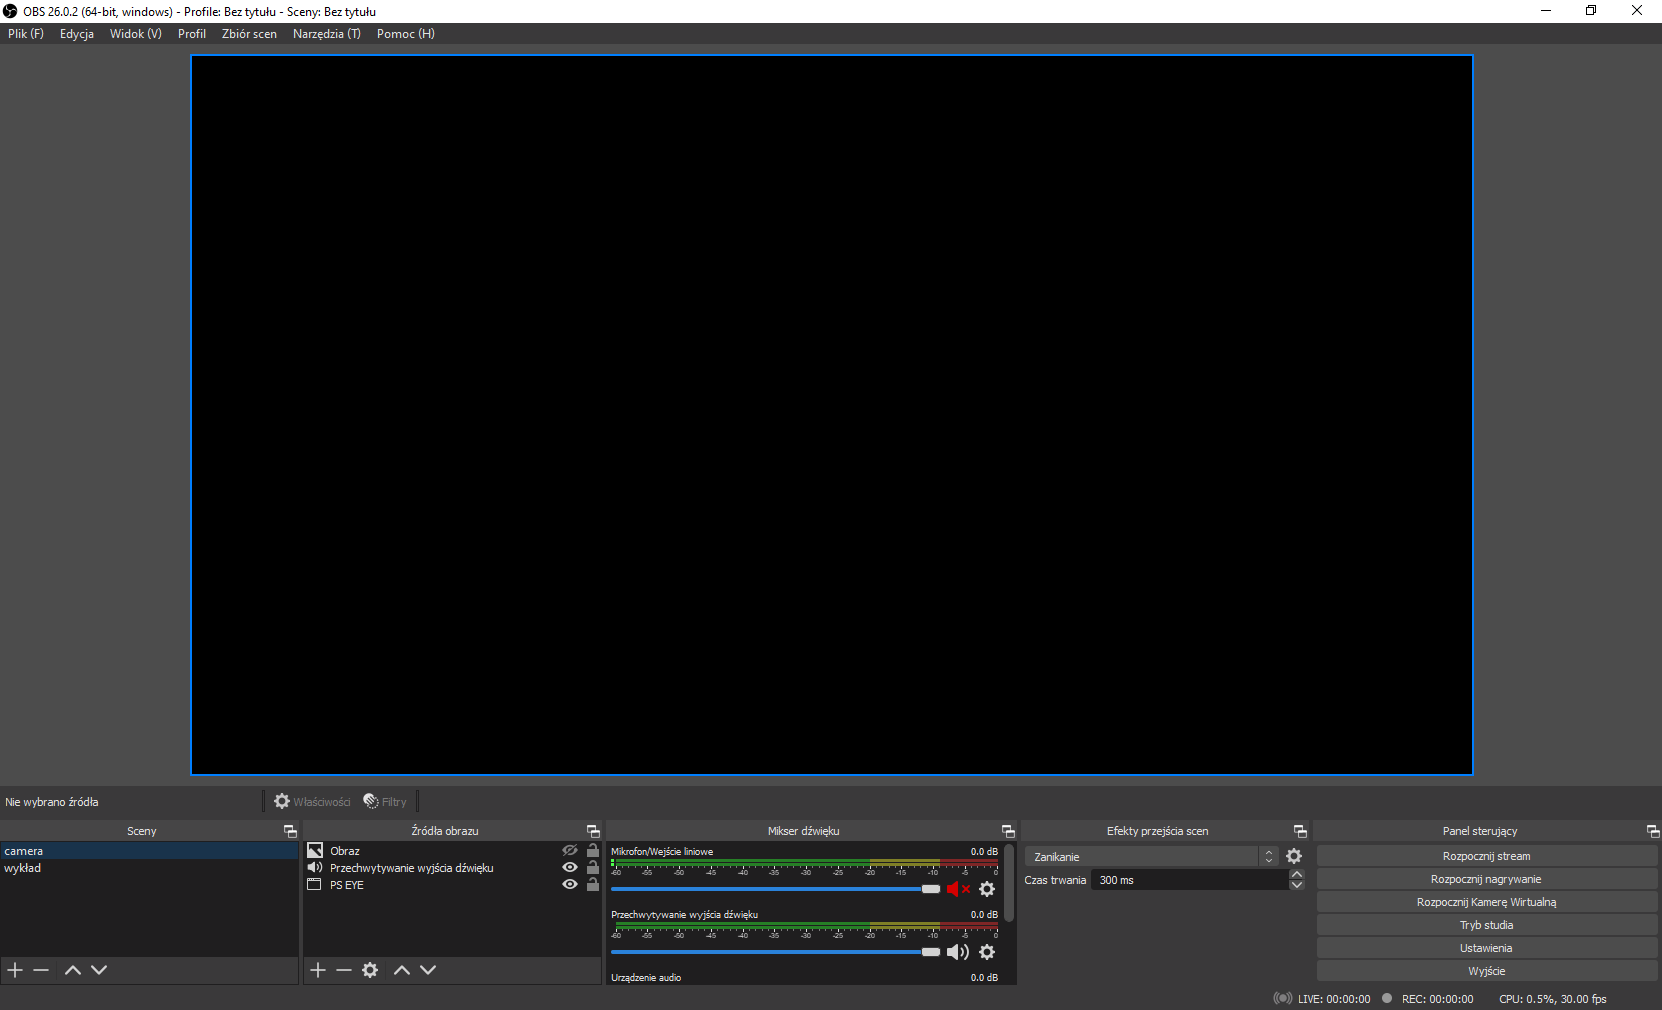 OBS 26.0.2 (64-bit, windows) - Profile: Bez tytułu - Sceny: Bez tytułu
Plik (F) Edycja Widok (V) Profil Zbiór scen Narzędzia (T) Pomoc (H)
Nie wybrano źródła Właściwości Filtry
Sceny
camera
wykład
Źródła obrazu
Obraz
Przechwytywanie wyjścia dźwięku
PS EYE
Mikser dźwięku
Mikrofon/Wejście liniowe 0.0 dB
-60 -55 -50 -45 -40 -35 -30 -25 -20 -15 -10 -5 0
Przechwytywanie wyjścia dźwięku 0.0 dB
-60 -55 -50 -45 -40 -35 -30 -25 -20 -15 -10 -5 0
Urządzenie audio 0.0 dB
Efekty przejścia scen
Zanikanie
Czas trwania 300 ms
Panel sterujący
Rozpocznij stream
Rozpocznij nagrywanie
Rozpocznij Kamerę Wirtualną
Tryb studia
Ustawienia
Wyjście
LIVE: 00:00:00 REC: 00:00:00 CPU: 0.5%, 30.00 fps